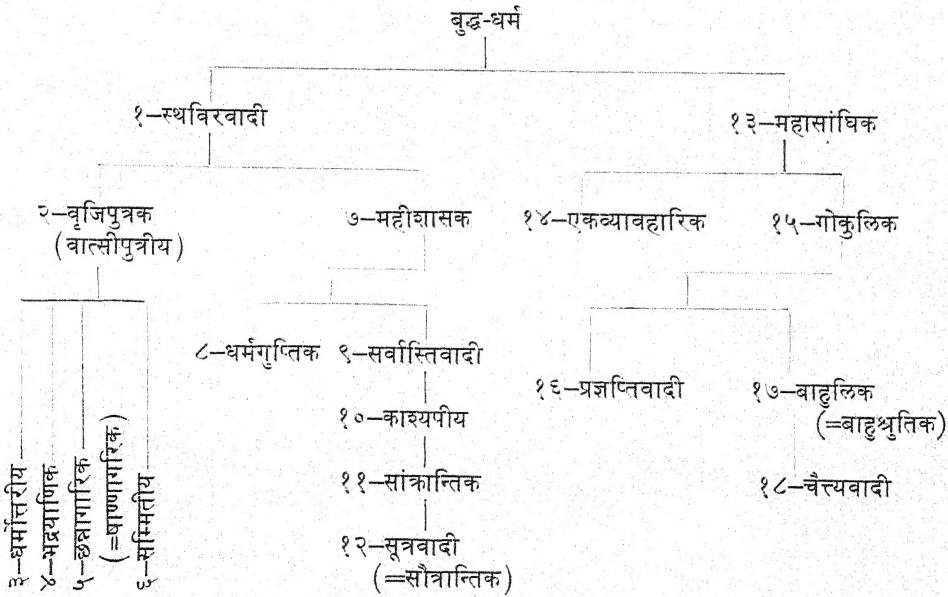 बुद्ध-धर्म
१–स्थविरवादी
१३–महासांघिक
२–वृजिपुत्रक
(वात्सीपुत्रीय)
७–महीशासक
१४–एकव्यावहारिक
१५–गोकुलिक
८–धर्मगुप्तिक
९–सर्वास्तिवादी
१६–प्रज्ञप्तिवादी
१७–बाहुलिक
(=बाहुश्रुतिक)
१०–काश्यपीय
११–सांक्रान्तिक
१८–चैत्यवादी
१२–सूत्रवादी
(=सौत्रान्तिक)
३–धर्मोत्तरीय
४–भद्रयाणिक
५–छन्नागारिक
(=षाण्णागरिक)
६–सम्मितीय